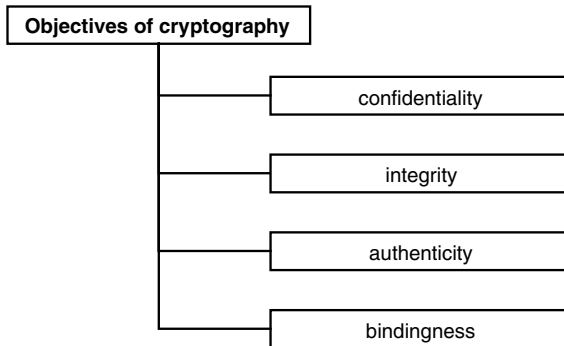 Objectives of cryptography
confidentiality
integrity
authenticity
bindingness